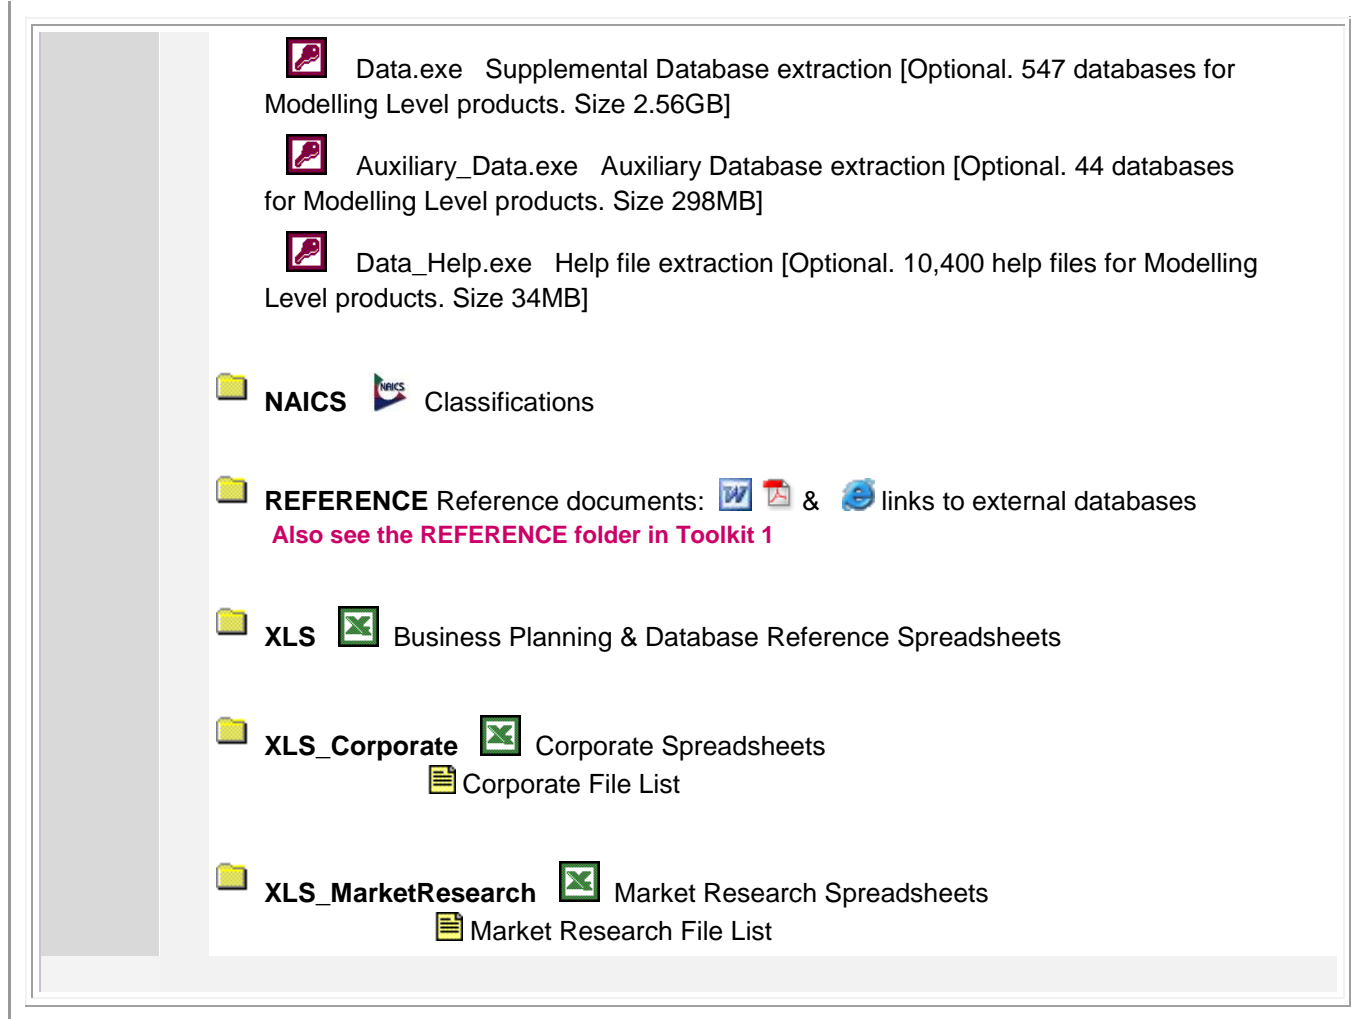 Data.exe Supplemental Database extraction [Optional. 547 databases for
Modelling Level products. Size 2.56GB]
Auxiliary_Data.exe Auxiliary Database extraction [Optional. 44 databases
for Modelling Level products. Size 298MB]
Data_Help.exe Help file extraction [Optional. 10,400 help files for Modelling
Level products. Size 34MB]
NAICS NAICS Classifications
REFERENCE Reference documents: W & links to external databases
Also see the REFERENCE folder in Toolkit 1
XLS Business Planning & Database Reference Spreadsheets
XLS_Corporate Corporate Spreadsheets
Corporate File List
XLS_MarketResearch Market Research Spreadsheets
Market Research File List